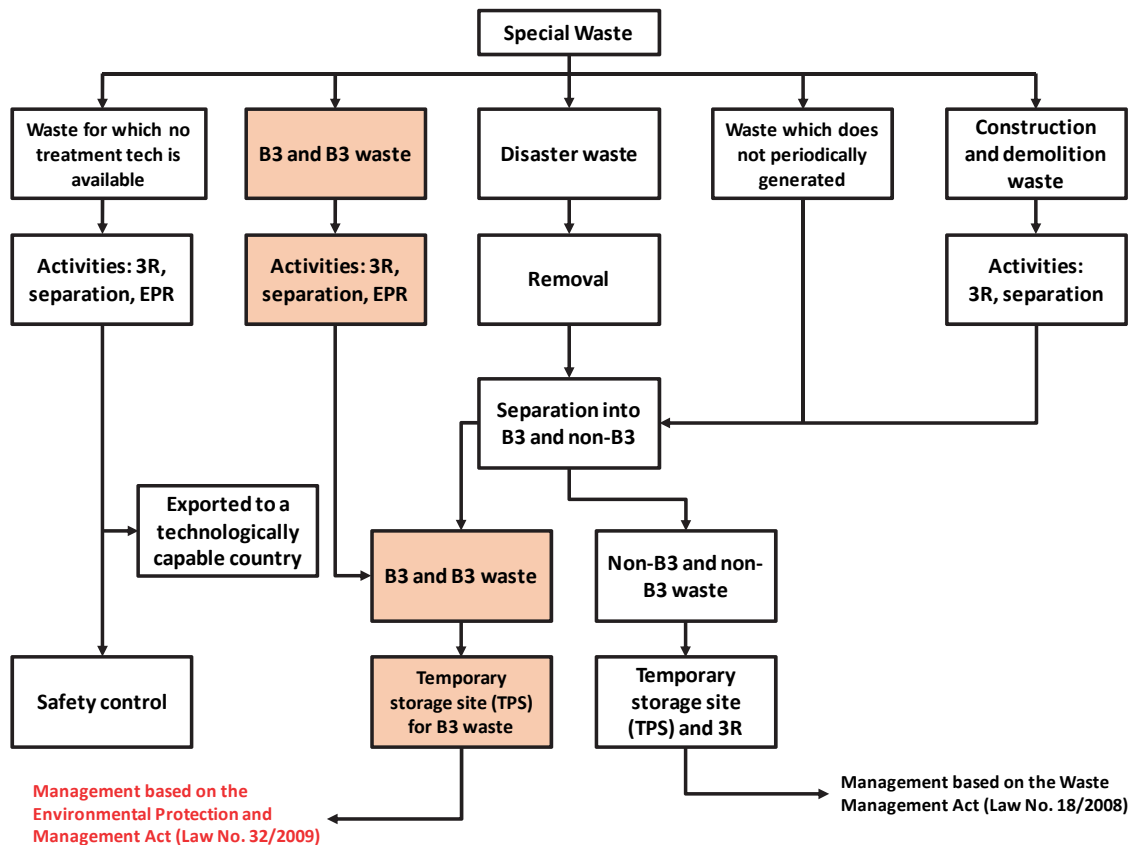 Special Waste
Waste for which no
treatment tech is
available
B3 and B3 waste
Disaster waste
Waste which does
not periodically
generated
Construction
and demolition
waste
Activities: 3R,
separation, EPR
Activities: 3R,
separation, EPR
Removal
Activities:
3R, separation
Separation into
B3 and non-B3
Exported to a
technologically
capable country
B3 and B3 waste
Non-B3 and non-
B3 waste
Safety control
Temporary
storage site (TPS)
for B3 waste
Temporary
storage site
(TPS) and 3R
Management based on the
Environmental Protection and
Management Act (Law No. 32/2009)
Management based on the Waste
Management Act (Law No. 18/2008)